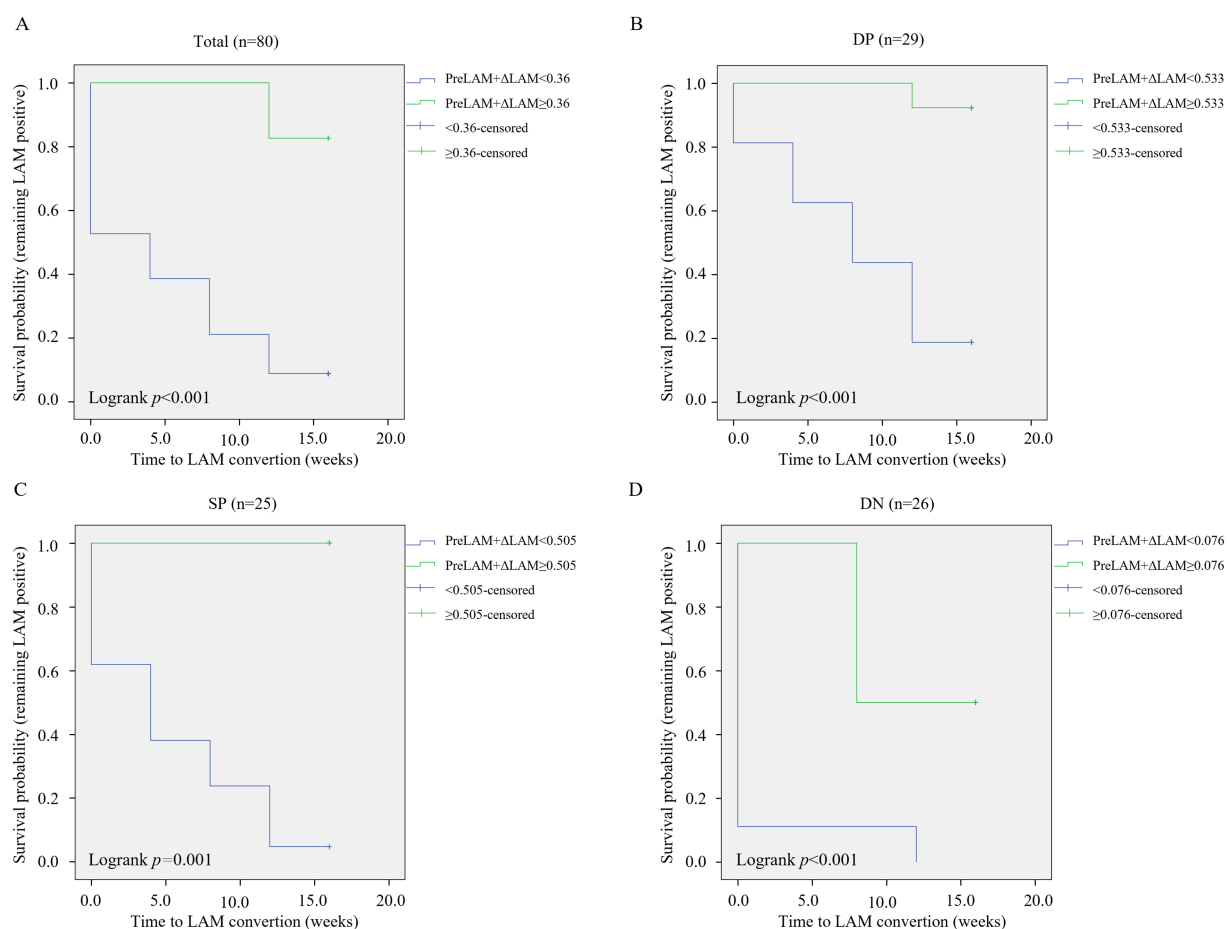 A
Total (n=80)
Survival probability (remaining LAM positive)
1.0
0.8
0.6
0.4
0.2
0.0
Logrank p<0.001
0.0 5.0 10.0 15.0 20.0
Time to LAM convertion (weeks)
PreLAM+ΔLAM<0.36
PreLAM+ΔLAM≥0.36
<0.36-censored
≥0.36-censored
B
DP (n=29)
Survival probability (remaining LAM positive)
1.0
0.8
0.6
0.4
0.2
0.0
Logrank p<0.001
0.0 5.0 10.0 15.0 20.0
Time to LAM convertion (weeks)
PreLAM+ΔLAM<0.533
PreLAM+ΔLAM≥0.533
<0.533-censored
≥0.533-censored
C
SP (n=25)
Survival probability (remaining LAM positive)
1.0
0.8
0.6
0.4
0.2
0.0
Logrank p=0.001
0.0 5.0 10.0 15.0 20.0
Time to LAM convertion (weeks)
PreLAM+ΔLAM<0.505
PreLAM+ΔLAM≥0.505
<0.505-censored
≥0.505-censored
D
DN (n=26)
Survival probability (remaining LAM positive)
1.0
0.8
0.6
0.4
0.2
0.0
Logrank p<0.001
0.0 5.0 10.0 15.0 20.0
Time to LAM convertion (weeks)
PreLAM+ΔLAM<0.076
PreLAM+ΔLAM≥0.076
<0.076-censored
≥0.076-censored